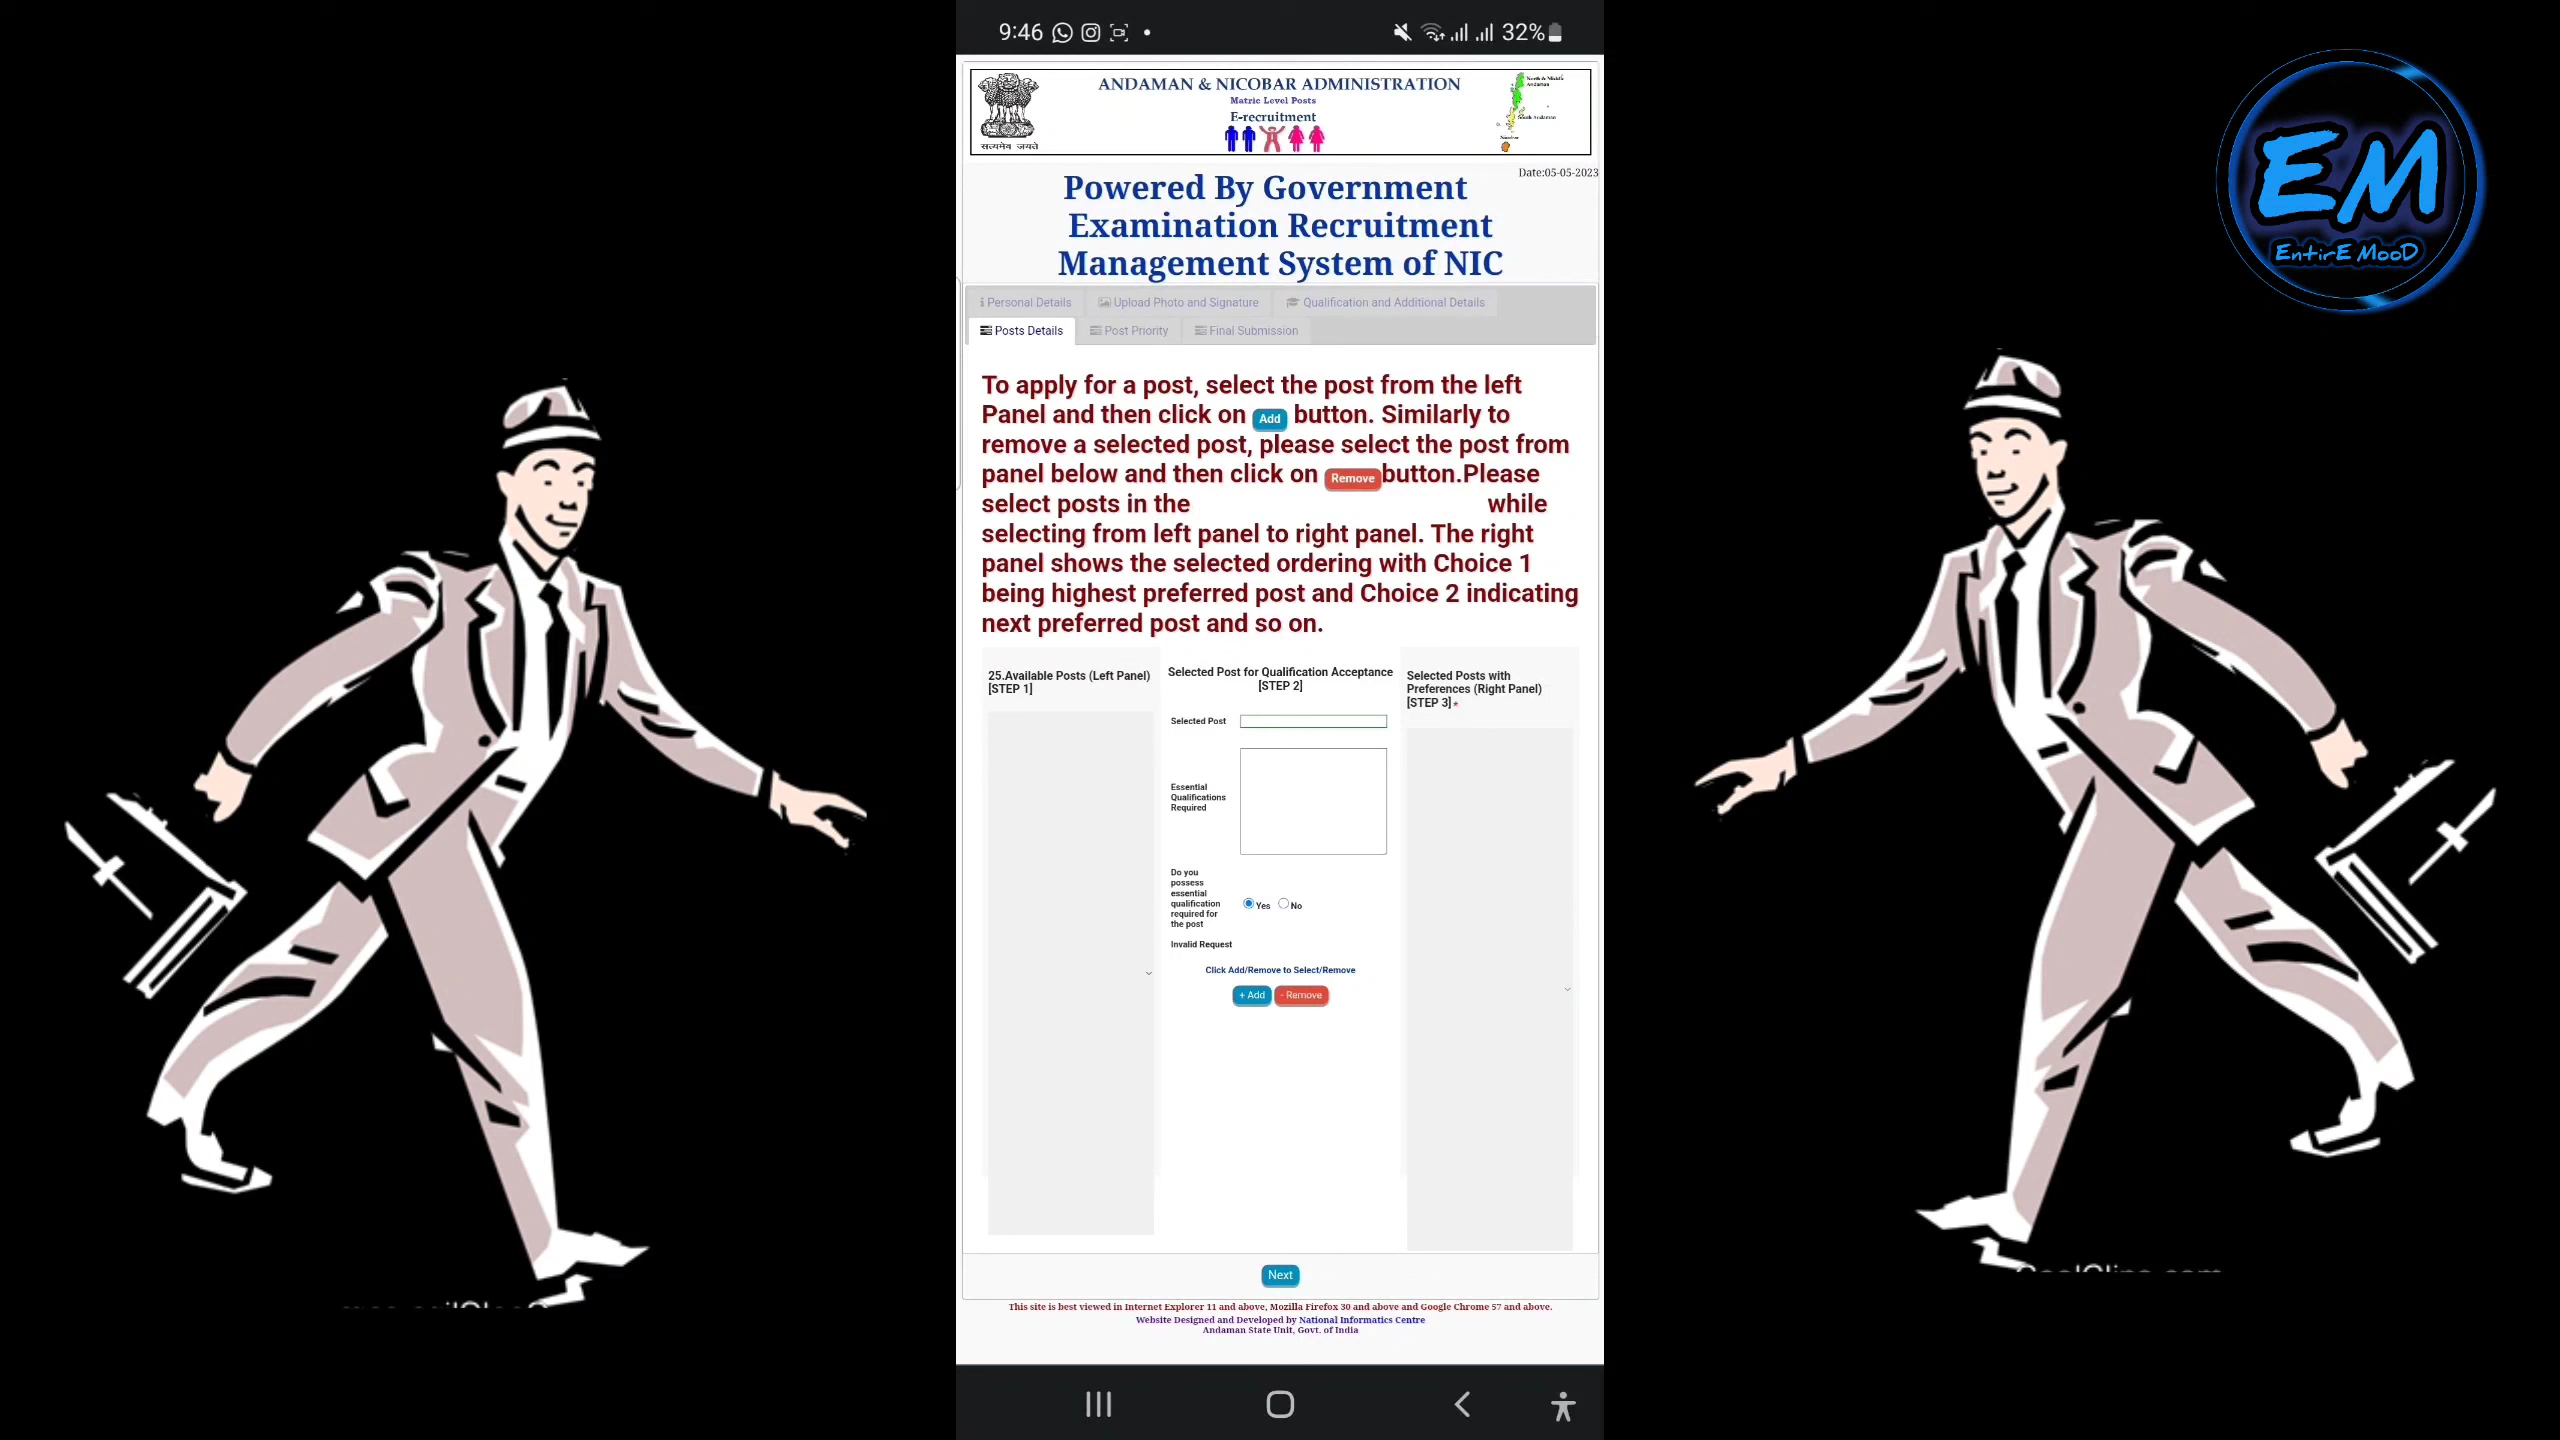 9:46
32%
EM
EntirE MooD
ANDAMAN & NICOBAR ADMINISTRATION
Matric Level Posts
E-recruitment
सत्यमेव जयते
North & Middle
Andaman
South Andaman
Nicobar
Date:05-05-2023
Powered By Government
Examination Recruitment
Management System of NIC
Personal Details
Upload Photo and Signature
Qualification and Additional Details
Posts Details
Post Priority
Final Submission
To apply for a post, select the post from the left
Panel and then click on Add button. Similarly to
remove a selected post, please select the post from
panel below and then click on Remove button.Please
select posts in the while
selecting from left panel to right panel. The right
panel shows the selected ordering with Choice 1
being highest preferred post and Choice 2 indicating
next preferred post and so on.
25.Available Posts (Left Panel)
[STEP 1]
Selected Post for Qualification Acceptance
[STEP 2]
Selected Posts with
Preferences (Right Panel)
[STEP 3]*
Selected Post
Essential
Qualifications
Required
Do you
possess
essential
qualification
required for
the post
Yes No
Invalid Request
Click Add/Remove to Select/Remove
+ Add - Remove
Next
This site is best viewed in Internet Explorer 11 and above, Mozilla Firefox 30 and above and Google Chrome 57 and above.
Website Designed and Developed by National Informatics Centre
Andaman State Unit, Govt. of India